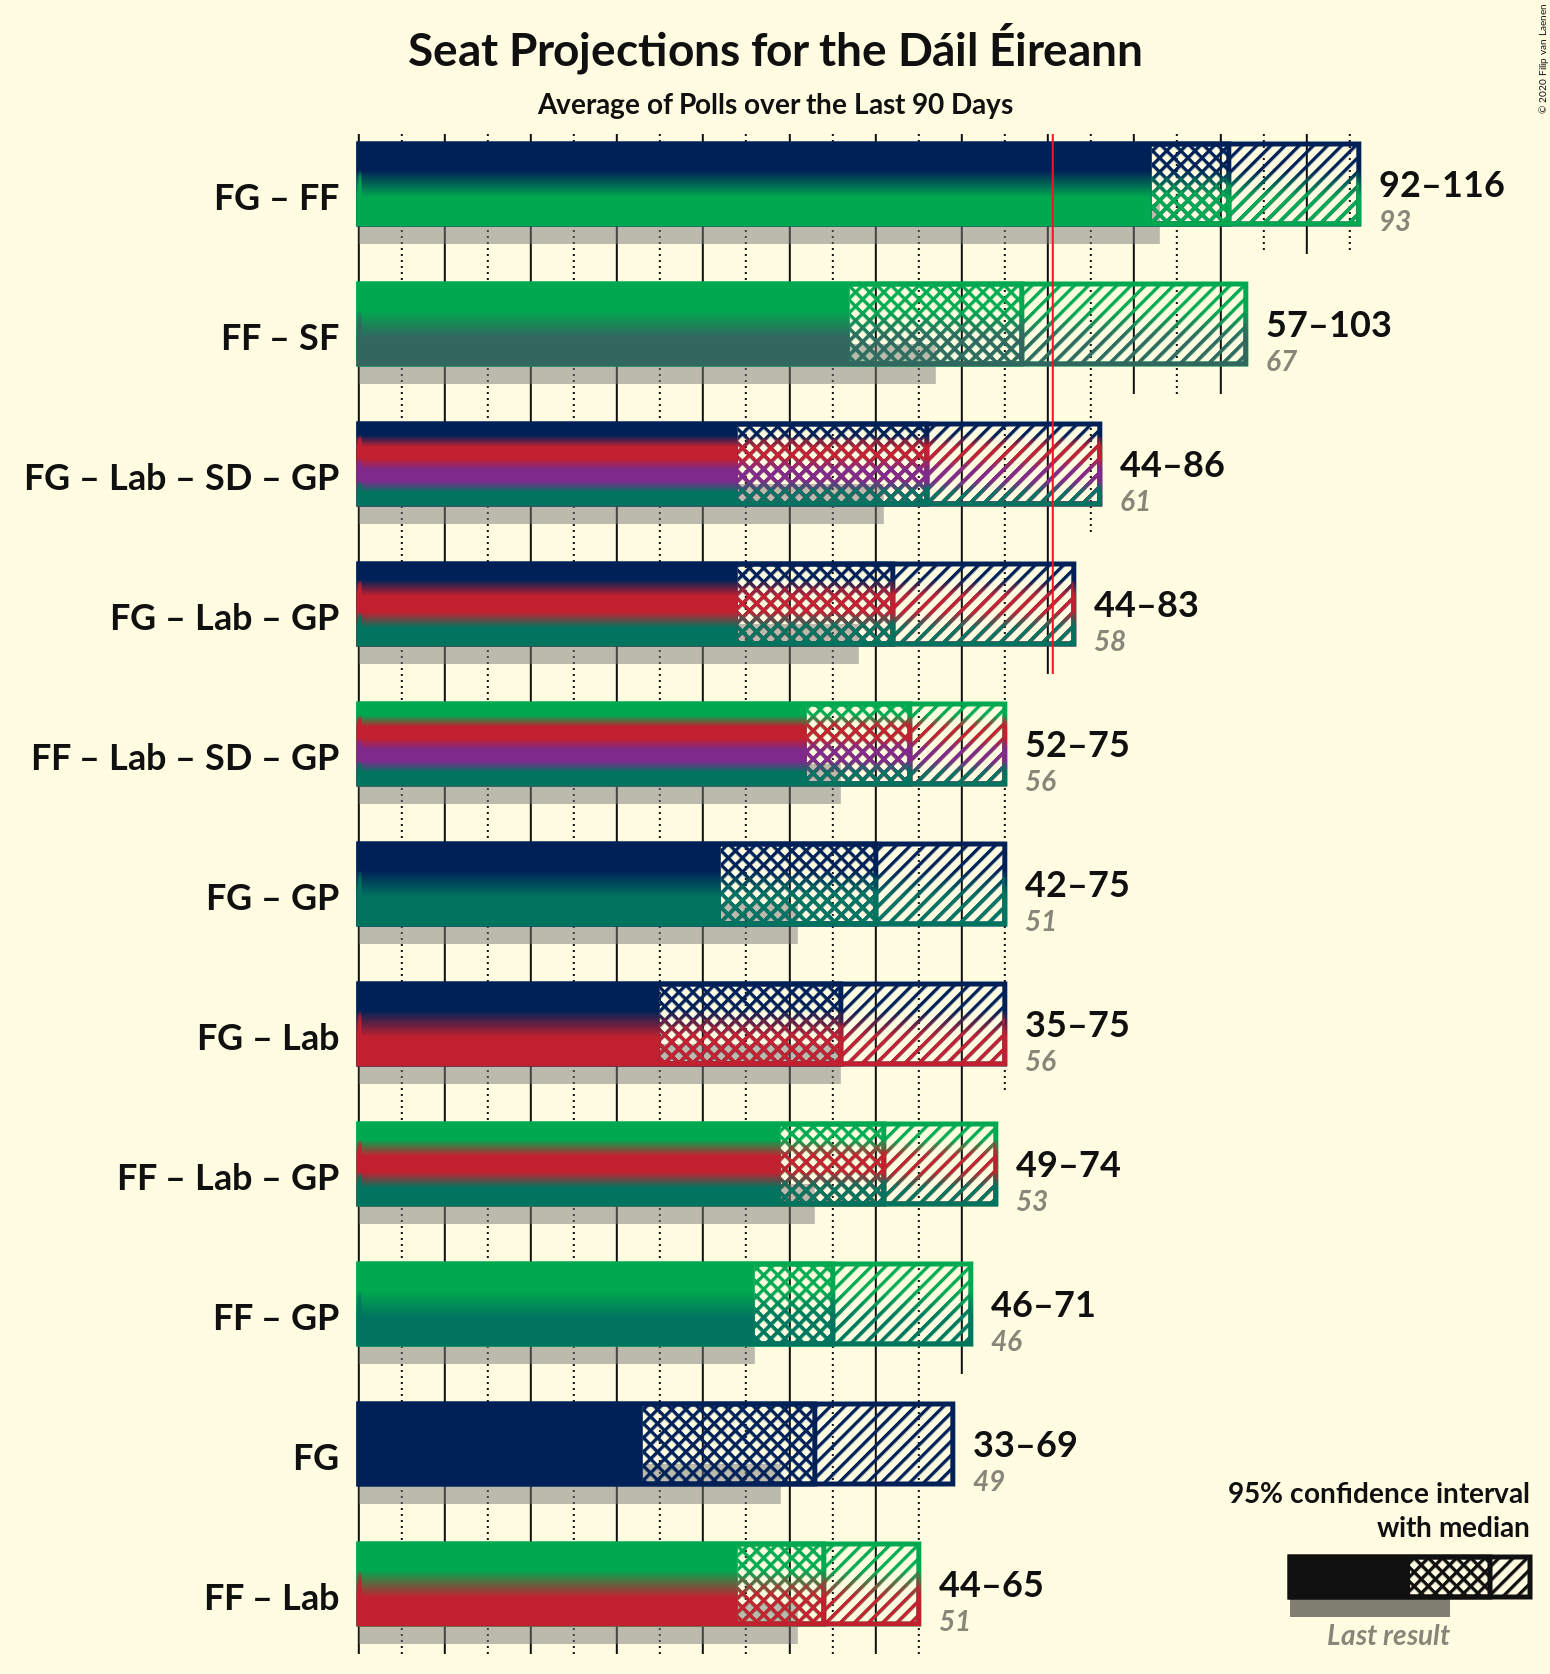 Seat Projections for the Dáil Éireann
Average of Polls over the Last 90 Days
© 2020 Filip van Laenen
FG – FF
92–116
93
FF – SF
57–103
67
FG – Lab – SD – GP
44–86
61
FG – Lab – GP
44–83
58
FF – Lab – SD – GP
52–75
56
FG – GP
42–75
51
FG – Lab
35–75
56
FF – Lab – GP
49–74
53
FF – GP
46–71
46
FG
33–69
49
FF – Lab
44–65
51
95% confidence interval
with median
Last result